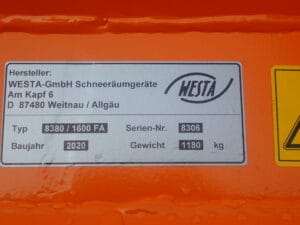 Hersteller:
WESTA-GmbH Schneeräumgeräte
Am Kapf 6
D 87480 Weitnau / Allgäu
WESTA
Typ 8380 / 1600 FA Serien-Nr. 8306
Baujahr 2020 Gewicht 1180 kg